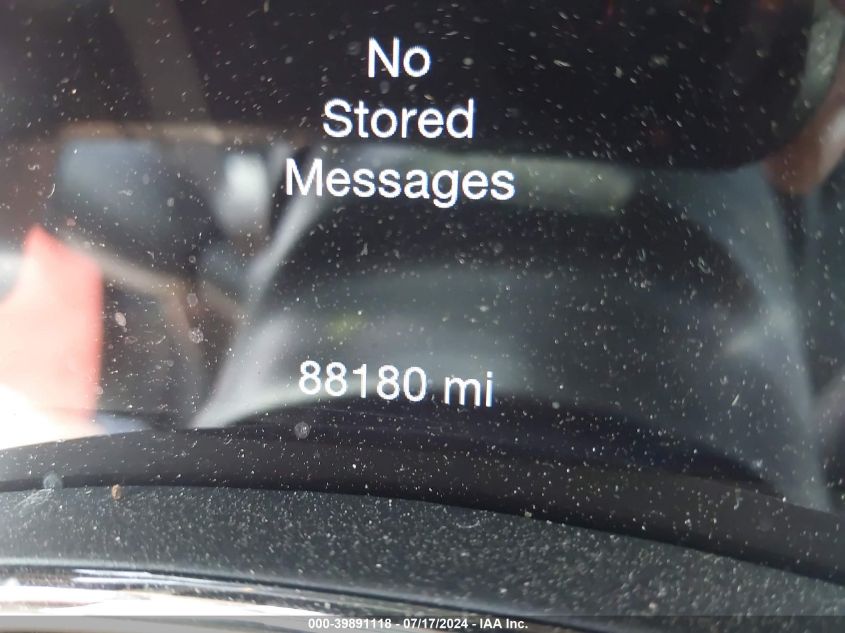 No
Stored
Messages
88180 mi
000-39891118 - 07/17/2024 - IAA Inc.